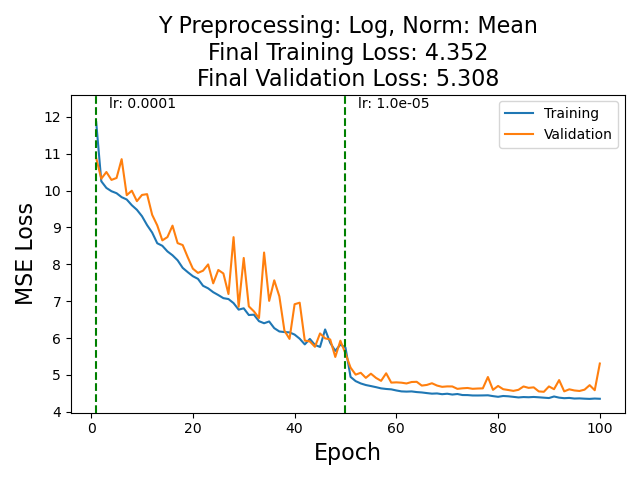 Y Preprocessing: Log, Norm: Mean
Final Training Loss: 4.352
Final Validation Loss: 5.308
lr: 0.0001
lr: 1.0e-05
Training
Validation
12
11
10
9
8
7
6
5
4
MSE Loss
0
20
40
60
80
100
Epoch